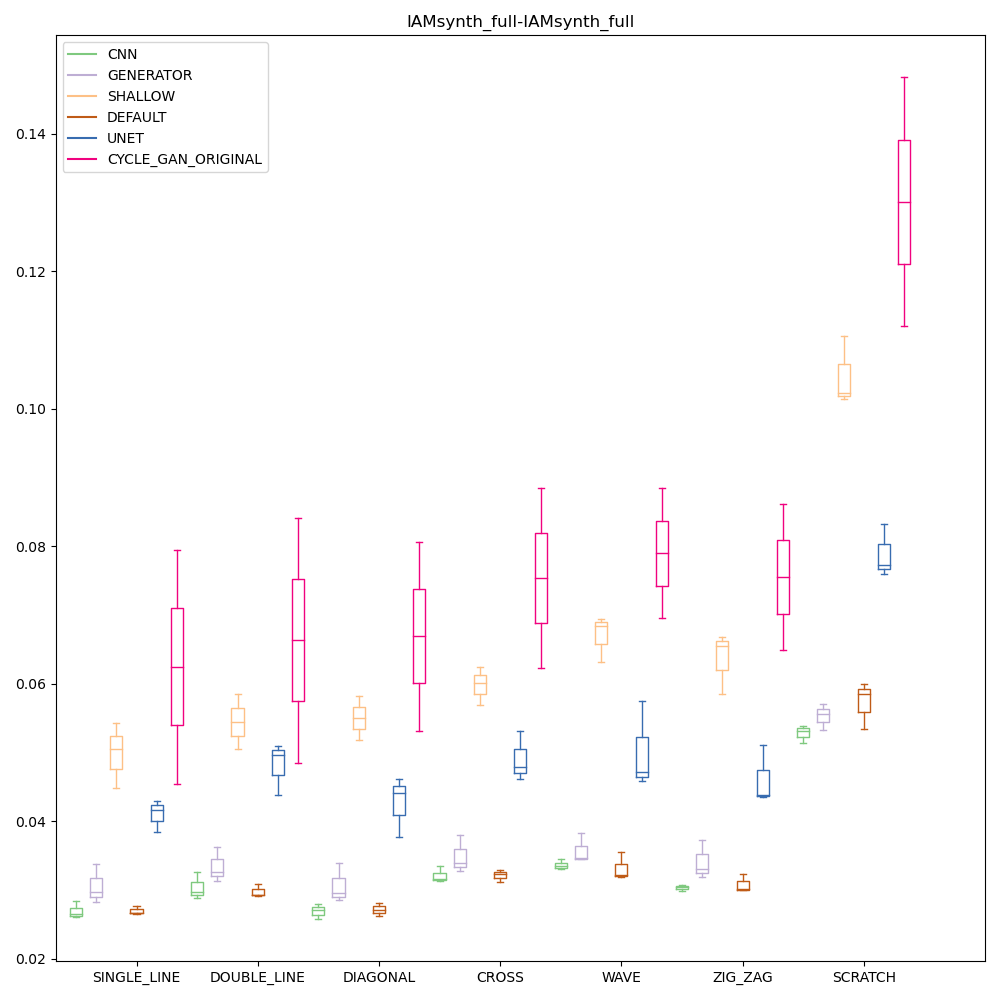 IAMsynth_full-IAMsynth_full
CNN
GENERATOR
SHALLOW
DEFAULT
UNET
CYCLE_GAN_ORIGINAL
0.14
0.12
0.10
0.08
0.06
0.04
0.02
SINGLE_LINE DOUBLE_LINE DIAGONAL CROSS WAVE ZIG_ZAG SCRATCH